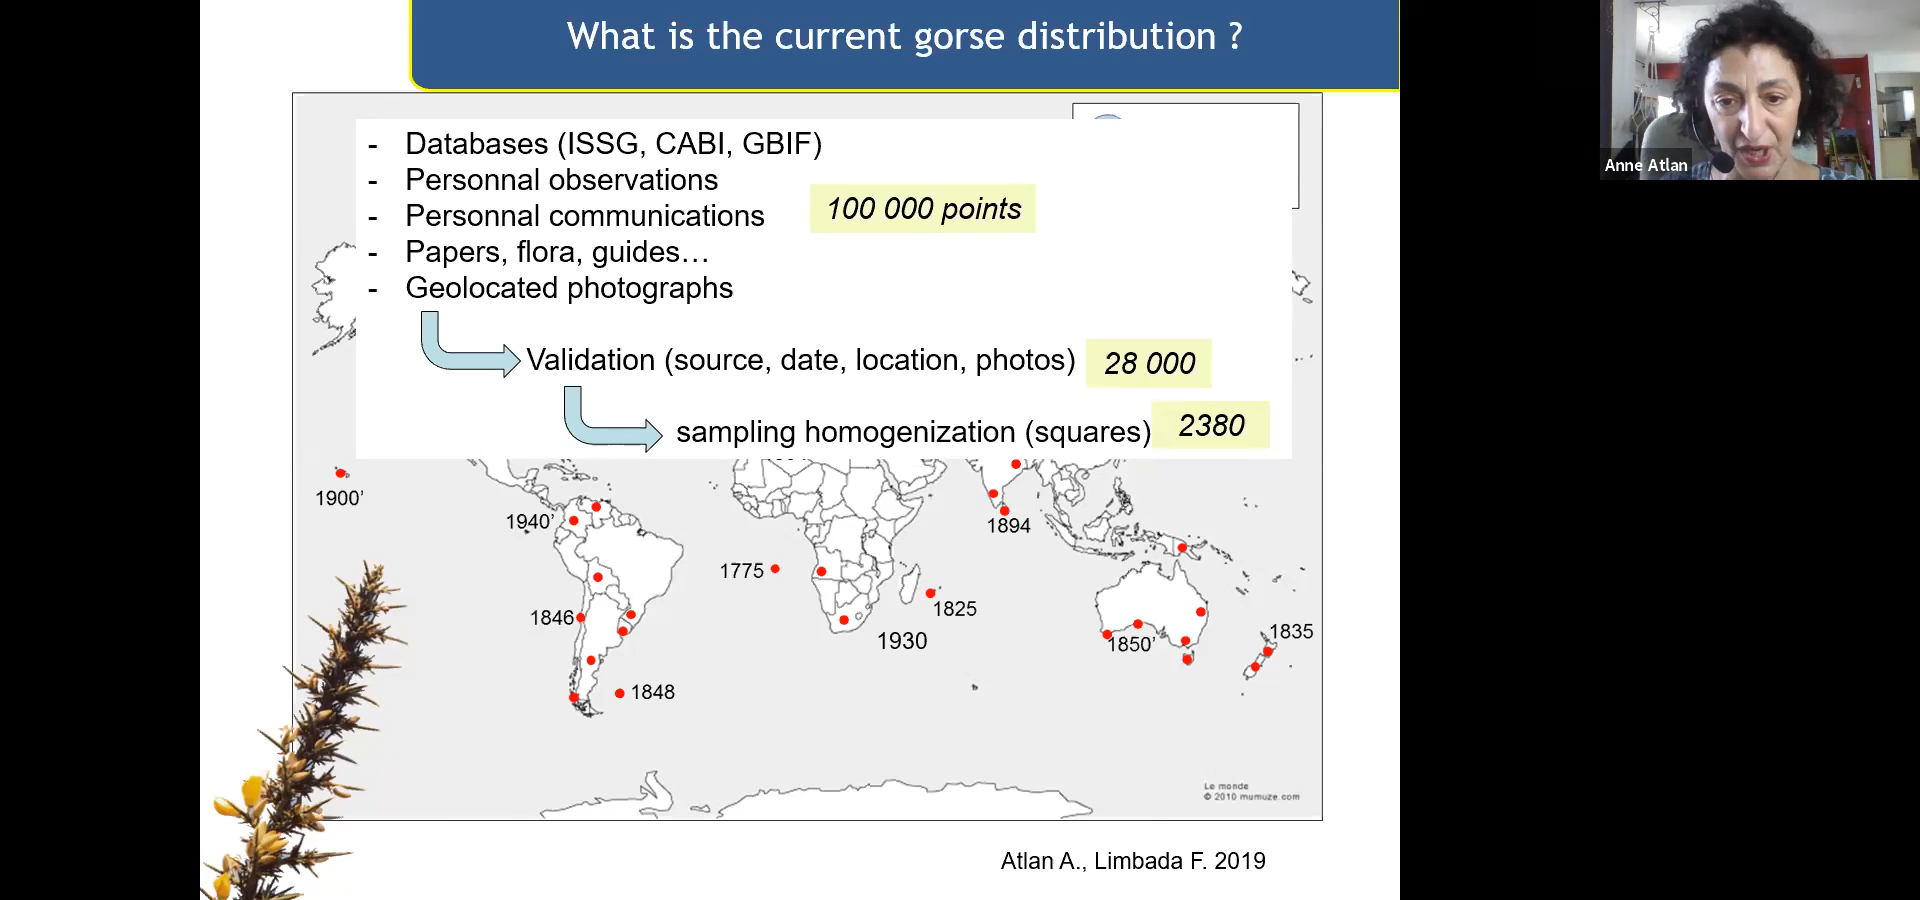 What is the current gorse distribution ?
- Databases (ISSG, CABI, GBIF)
- Personnal observations
- Personnal communications
100 000 points
- Papers, flora, guides…
- Geolocated photographs
Validation (source, date, location, photos)
28 000
sampling homogenization (squares)
2380
1900’
1940’
1894
1775
1825
1846
1930
1850’
1835
1848
Le monde
© 2010 mumuze.com
Atlan A., Limbada F. 2019
Anne Atlan